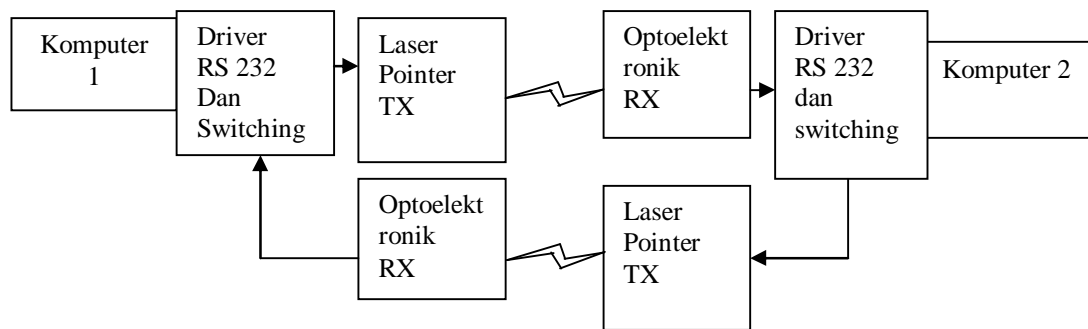 Komputer
1
Driver
RS 232
Dan
Switching
Laser
Pointer
TX
Optoelekt
ronik
RX
Driver
RS 232
dan
switching
Komputer 2
Optoelekt
ronik
RX
Laser
Pointer
TX